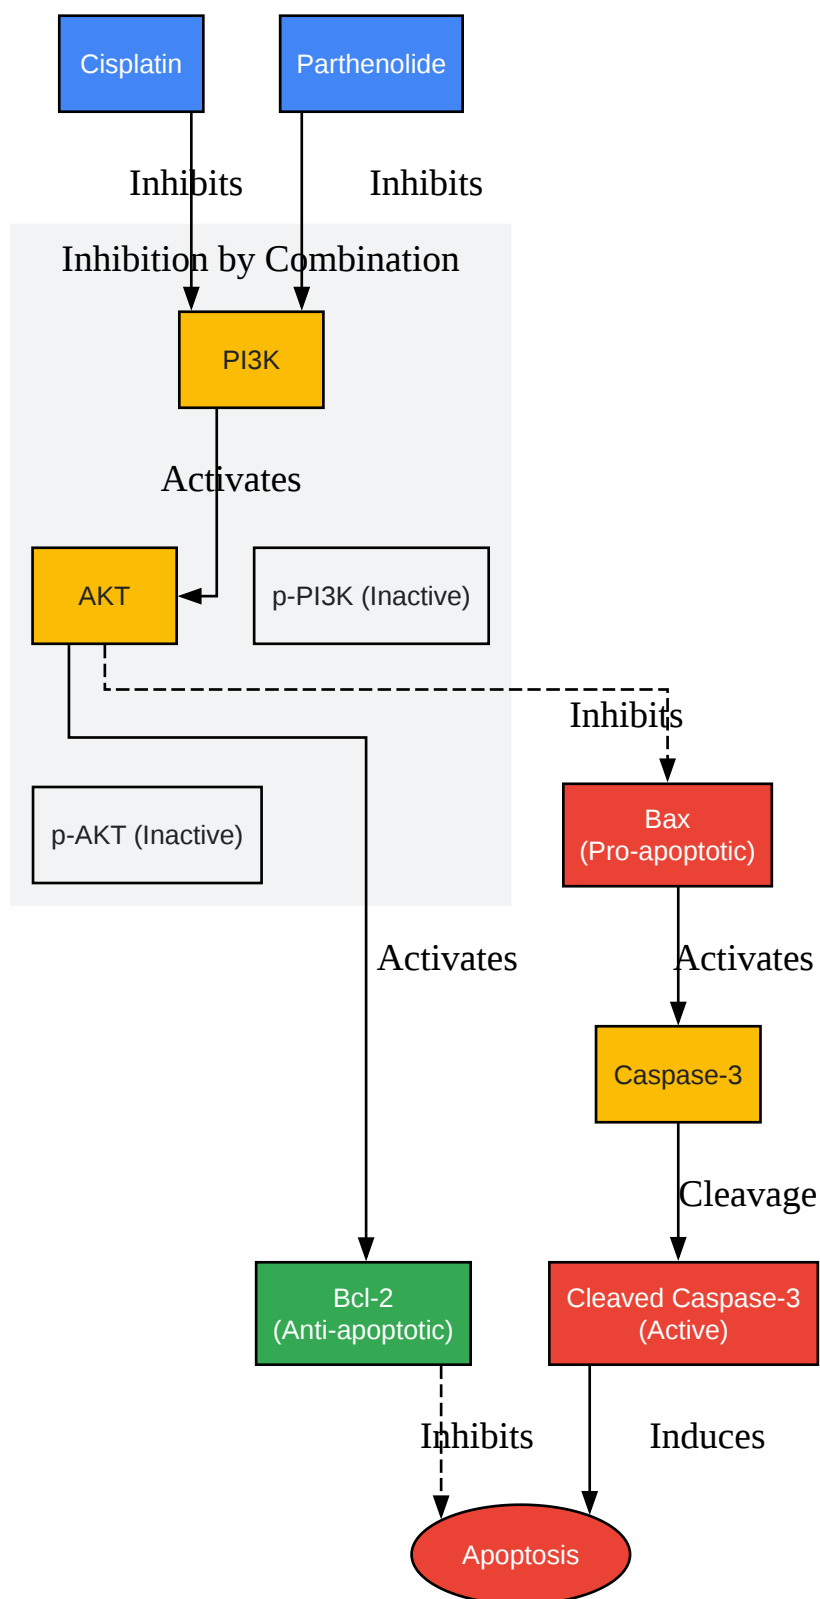 Cisplatin
Parthenolide
Inhibits
Inhibits
Inhibition by Combination
PI3K
Activates
AKT
p-PI3K (Inactive)
Inhibits
p-AKT (Inactive)
Bax
(Pro-apoptotic)
Activates
Activates
Caspase-3
Cleavage
Bcl-2
(Anti-apoptotic)
Cleaved Caspase-3
(Active)
Inhibits
Induces
Apoptosis